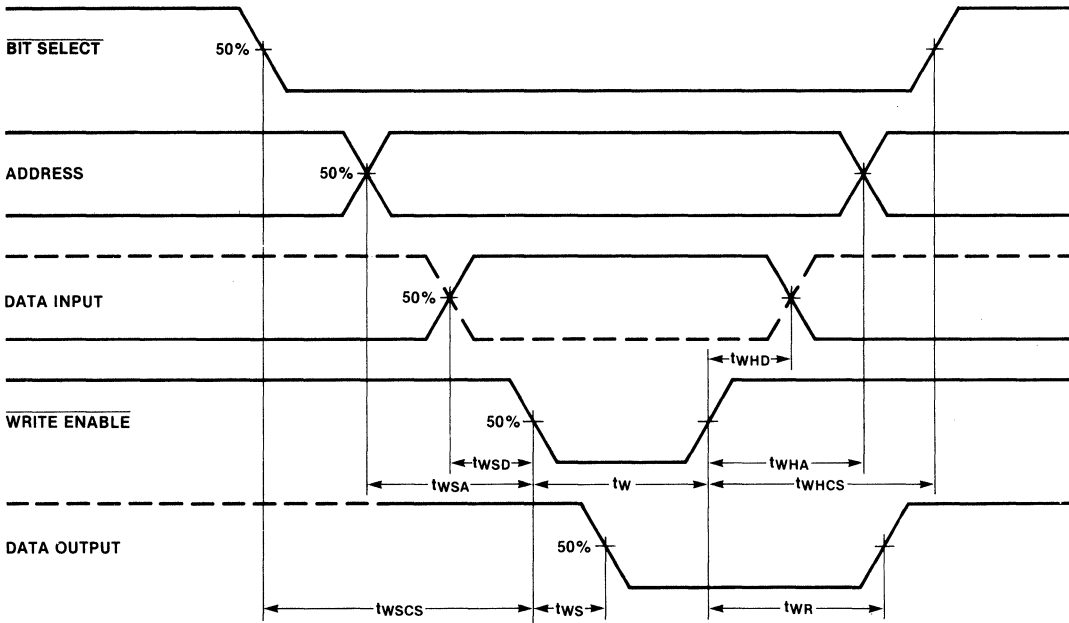 BIT SELECT 50%
ADDRESS 50%
DATA INPUT 50%
tWHD
WRITE ENABLE 50%
tWSD tWHA
tWSA tW tWHCS
DATA OUTPUT 50%
tWSCS tWS tWR